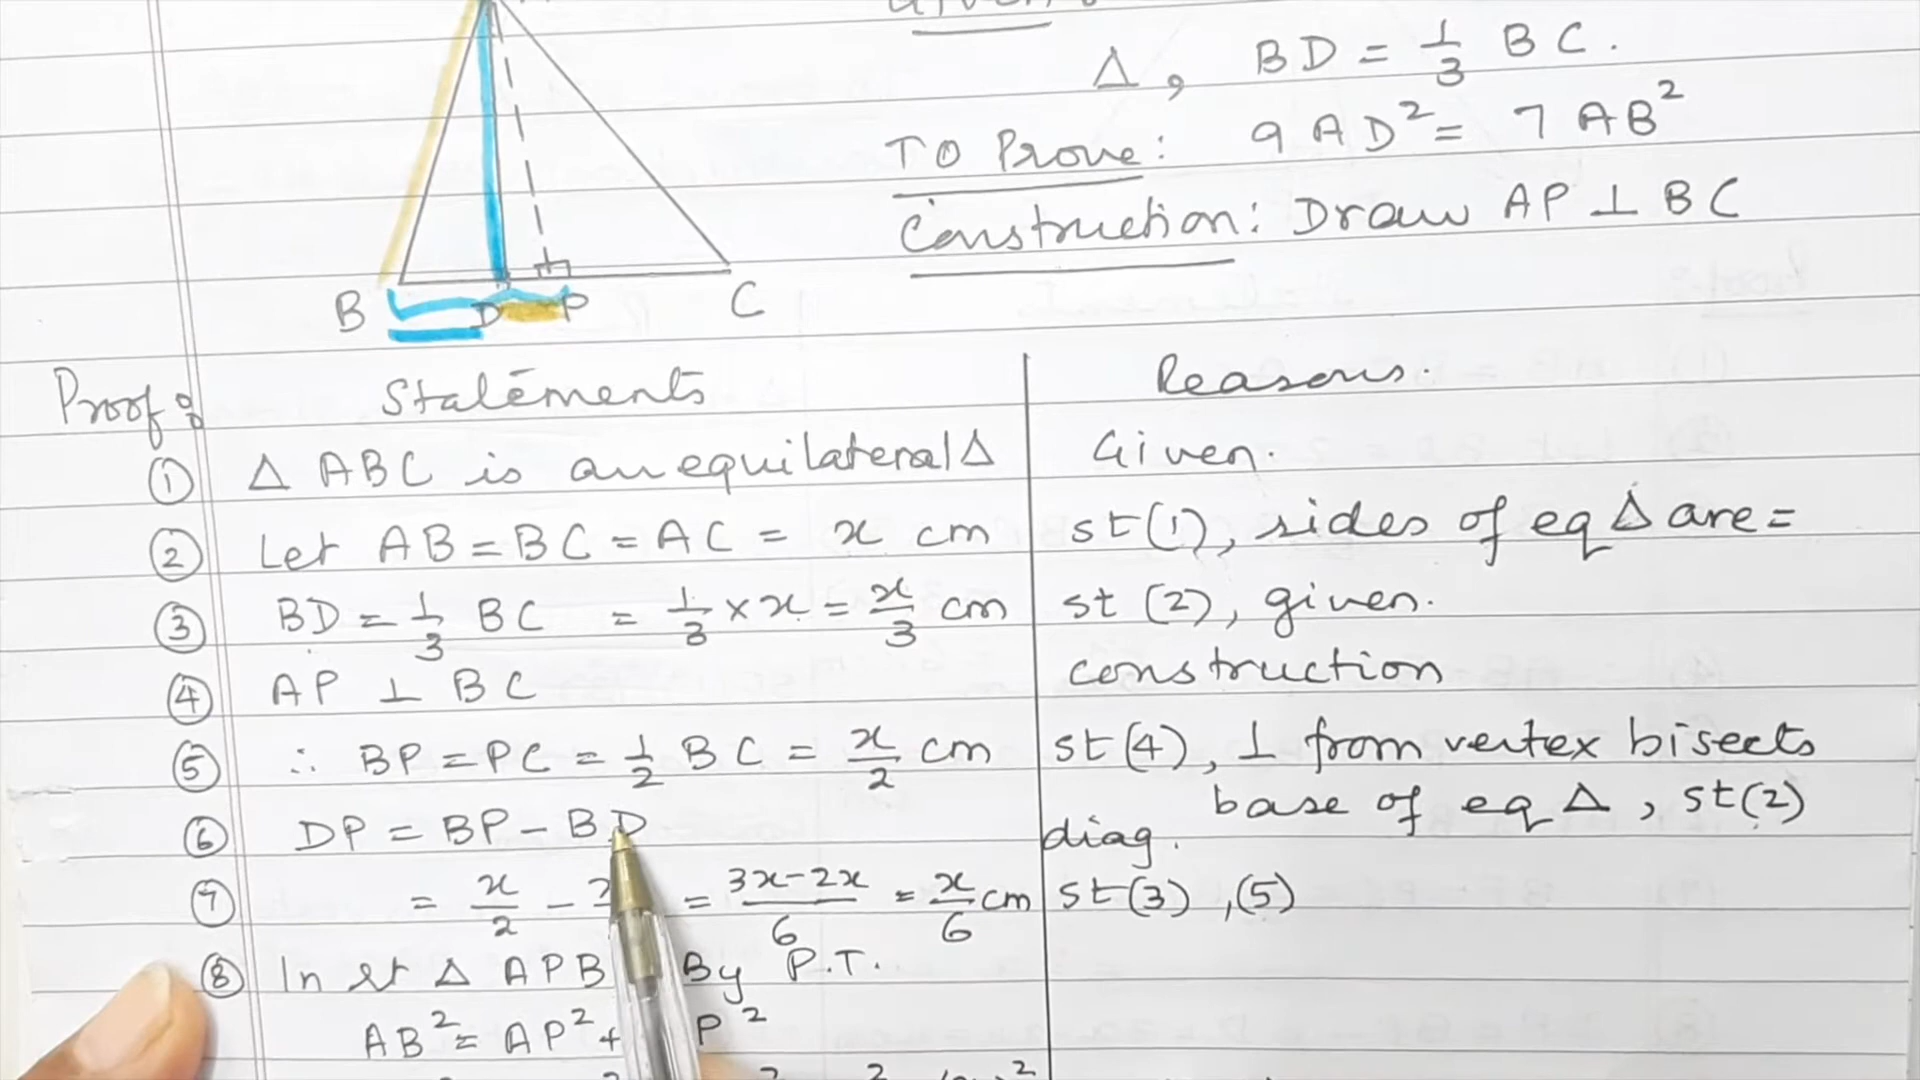 Given:
Δ, BD = 1/3 BC.
TO Prove: 9 AD² = 7 AB²
Construction: Draw AP ⊥ BC
B D P C
Proof: Statements Reasons.
① Δ ABC is an equilateral Δ Given.
② Let AB = BC = AC = x cm st(1), sides of eq Δ are =
③ BD = 1/3 BC = 1/3 × x = x/3 cm st (2), given.
④ AP ⊥ BC construction
⑤ ∴ BP = PC = 1/2 BC = x/2 cm st(4), ⊥ from vertex bisects
base of eq Δ, st(2)
⑥ DP = BP - BD diag.
⑦ = x/2 - = 3x-2x/6 = x/6 cm st(3), (5)
⑧ In rt Δ APB By P.T.
AB² = AP² + P²